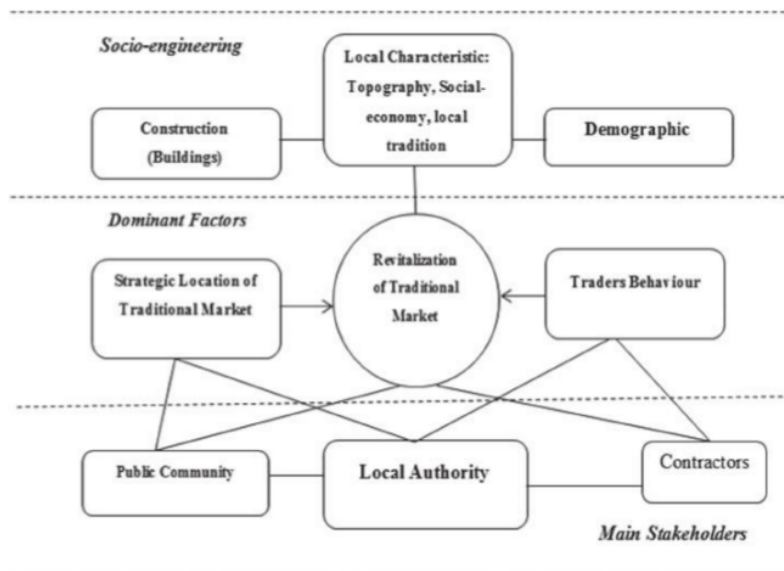 Socio-engineering
Local Characteristic:
Topography, Social-
economy, local
tradition
Construction
(Buildings)
Demographic
Dominant Factors
Strategic Location of
Traditional Market
Revitalization
of Traditional
Market
Traders Behaviour
Public Community
Local Authority
Contractors
Main Stakeholders